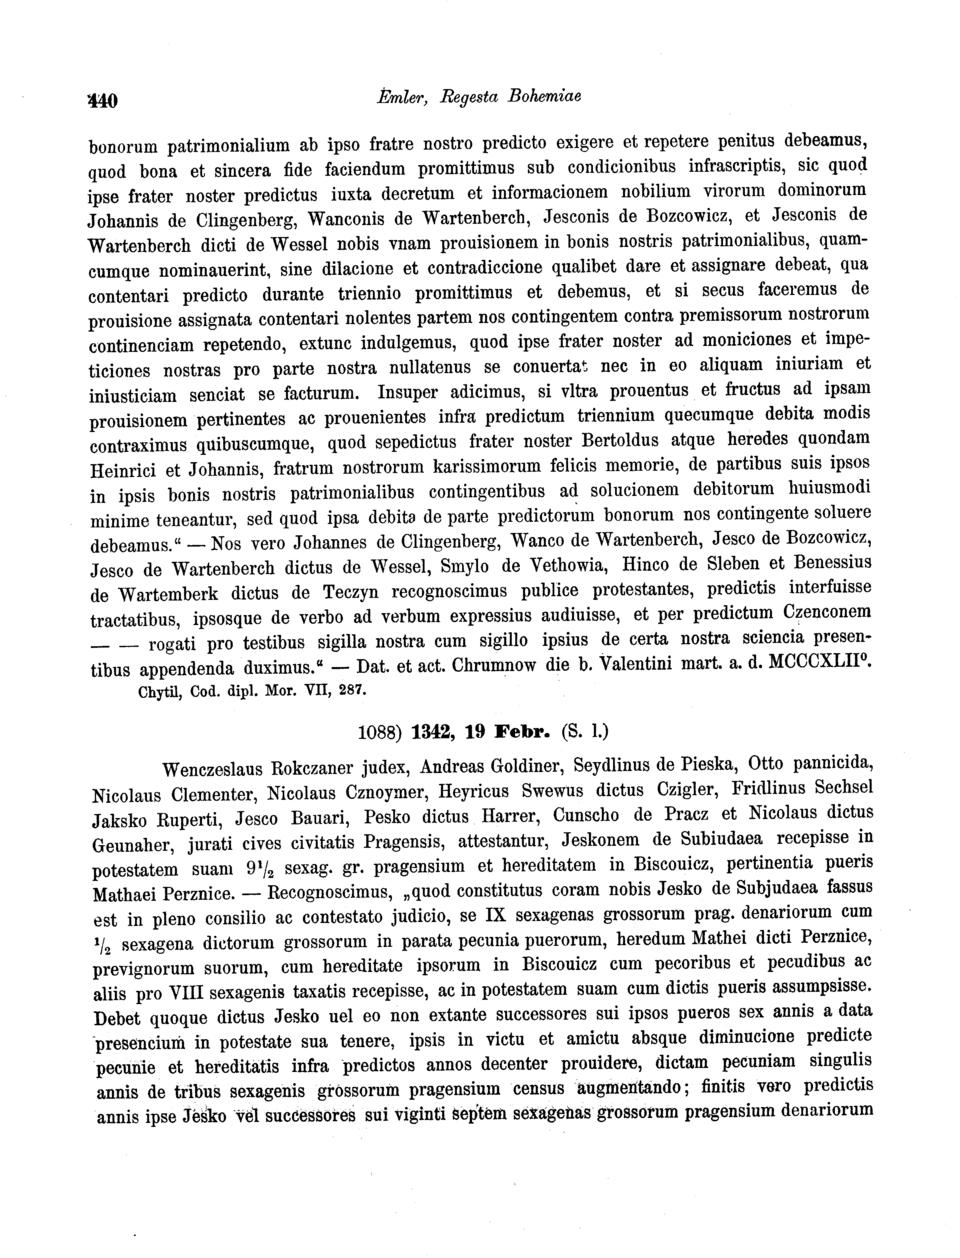 440
Emler, Regesta Bohemiae
bonorum patrimonialium ab ipso fratre nostro predicto exigere et repetere penitus debeamus,
quod bona et sincera fide faciendum promittimus sub condicionibus infrascriptis, sic quod
ipse frater noster predictus iuxta decretum et informacionem nobilium virorum dominorum
Johannis de Clingenberg, Wanconis de Wartenberch, Jesconis de Bozcowicz, et Jesconis de
Wartenberch dicti de Wessel nobis vnam prouisionem in bonis nostris patrimonialibus, quam-
cumque nominauerint, sine dilacione et contradiccione qualibet dare et assignare debeat, qua
contentari predicto durante triennio promittimus et debemus, et si secus faceremus de
prouisione assignata contentari nolentes partem nos contingentem contra premissorum nostrorum
continenciam repetendo, extunc indulgemus, quod ipse frater noster ad moniciones et impe-
ticiones nostras pro parte nostra nullatenus se conuertat nec in eo aliquam iniuriam et
iniusticiam senciat se facturum. Insuper adicimus, si vltra prouentus et fructus ad ipsam
prouisionem pertinentes ac prouenientes infra predictum triennium quecumque debita modis
contraximus quibuscumque, quod sepedictus frater noster Bertoldus atque heredes quondam
Heinrici et Johannis, fratrum nostrorum karissimorum felicis memorie, de partibus suis ipsos
in ipsis bonis nostris patrimonialibus contingentibus ad solucionem debitorum huiusmodi
minime teneantur, sed quod ipsa debita de parte predictorum bonorum nos contingente soluere
debeamus.“ — Nos vero Johannes de Clingenberg, Wanco de Wartenberch, Jesco de Bozcowicz,
Jesco de Wartenberch dictus de Wessel, Smylo de Vethowia, Hinco de Sleben et Benessius
de Wartemberk dictus de Teczyn recognoscimus publice protestantes, predictis interfuisse
tractatibus, ipsosque de verbo ad verbum expressius audiuisse, et per predictum Czenconem
— — rogati pro testibus sigilla nostra cum sigillo ipsius de certa nostra sciencia presen-
tibus appendenda duximus.“ — Dat. et act. Chrumnow die b. Valentini mart. a. d. MCCCXLII⁰.
Chytil, Cod. dipl. Mor. VII, 287.
1088) 1342, 19 Febr. (S. l.)
Wenczeslaus Rokczaner judex, Andreas Goldiner, Seydlinus de Pieska, Otto pannicida,
Nicolaus Clementer, Nicolaus Cznoymer, Heyricus Swewus dictus Czigler, Fridlinus Sechsel
Jaksko Ruperti, Jesco Bauari, Pesko dictus Harrer, Cunscho de Pracz et Nicolaus dictus
Geunaher, jurati cives civitatis Pragensis, attestantur, Jeskonem de Subiudaea recepisse in
potestatem suam 9¹/₂ sexag. gr. pragensium et hereditatem in Biscouicz, pertinentia pueris
Mathaei Perznice. — Recognoscimus, „quod constitutus coram nobis Jesko de Subjudaea fassus
est in pleno consilio ac contestato judicio, se IX sexagenas grossorum prag. denariorum cum
¹/₂ sexagena dictorum grossorum in parata pecunia puerorum, heredum Mathei dicti Perznice,
prevignorum suorum, cum hereditate ipsorum in Biscouicz cum pecoribus et pecudibus ac
aliis pro VIII sexagenis taxatis recepisse, ac in potestatem suam cum dictis pueris assumpsisse.
Debet quoque dictus Jesko uel eo non extante successores sui ipsos pueros sex annis a data
presencium in potestate sua tenere, ipsis in victu et amictu absque diminucione predicte
pecunie et hereditatis infra predictos annos decenter prouidere, dictam pecuniam singulis
annis de tribus sexagenis grossorum pragensium census augmentando; finitis vero predictis
annis ipse Jesko vel successores sui viginti septem sexagenas grossorum pragensium denariorum